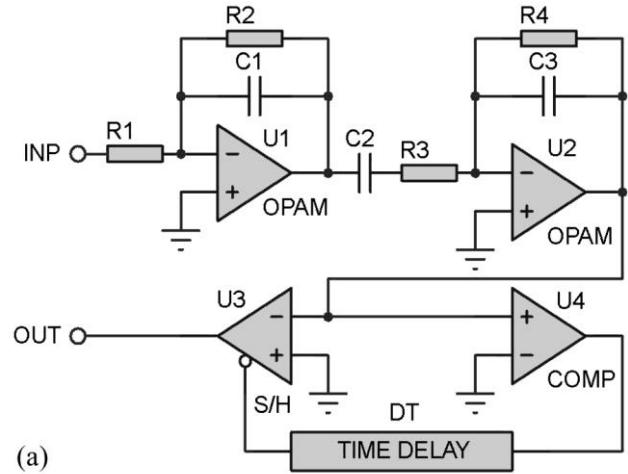 R2
R4
C1
C3
R1
U1
C2
R3
U2
INP
−
+
−
+
OPAM
OPAM
U3
U4
OUT
−
+
+
−
S/H
COMP
DT
TIME DELAY
(a)